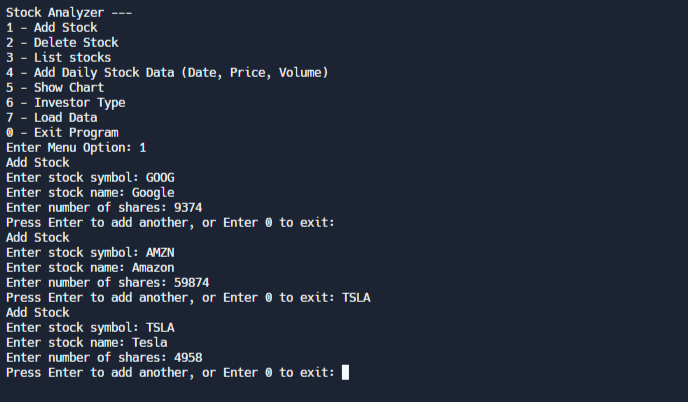 Stock Analyzer ---
1 - Add Stock
2 - Delete Stock
3 - List stocks
4 - Add Daily Stock Data (Date, Price, Volume)
5 - Show Chart
6 - Investor Type
7 - Load Data
0 - Exit Program
Enter Menu Option: 1
Add Stock
Enter stock symbol: GOOG
Enter stock name: Google
Enter number of shares: 9374
Press Enter to add another, or Enter 0 to exit:
Add Stock
Enter stock symbol: AMZN
Enter stock name: Amazon
Enter number of shares: 59874
Press Enter to add another, or Enter 0 to exit: TSLA
Add Stock
Enter stock symbol: TSLA
Enter stock name: Tesla
Enter number of shares: 4958
Press Enter to add another, or Enter 0 to exit: